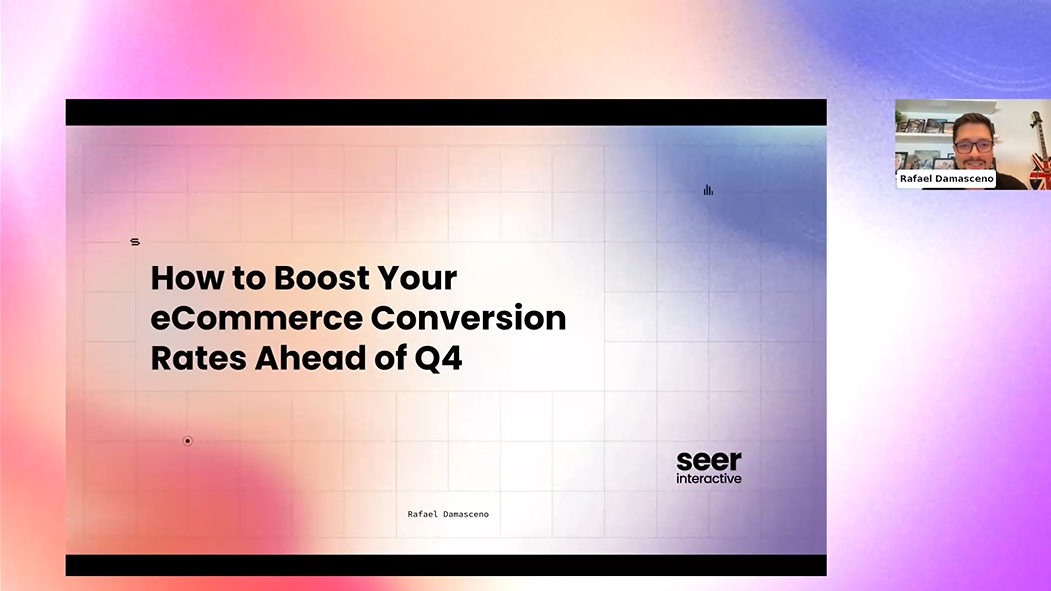 How to Boost Your
eCommerce Conversion
Rates Ahead of Q4
seer
interactive
Rafael Damasceno
Rafael Damasceno